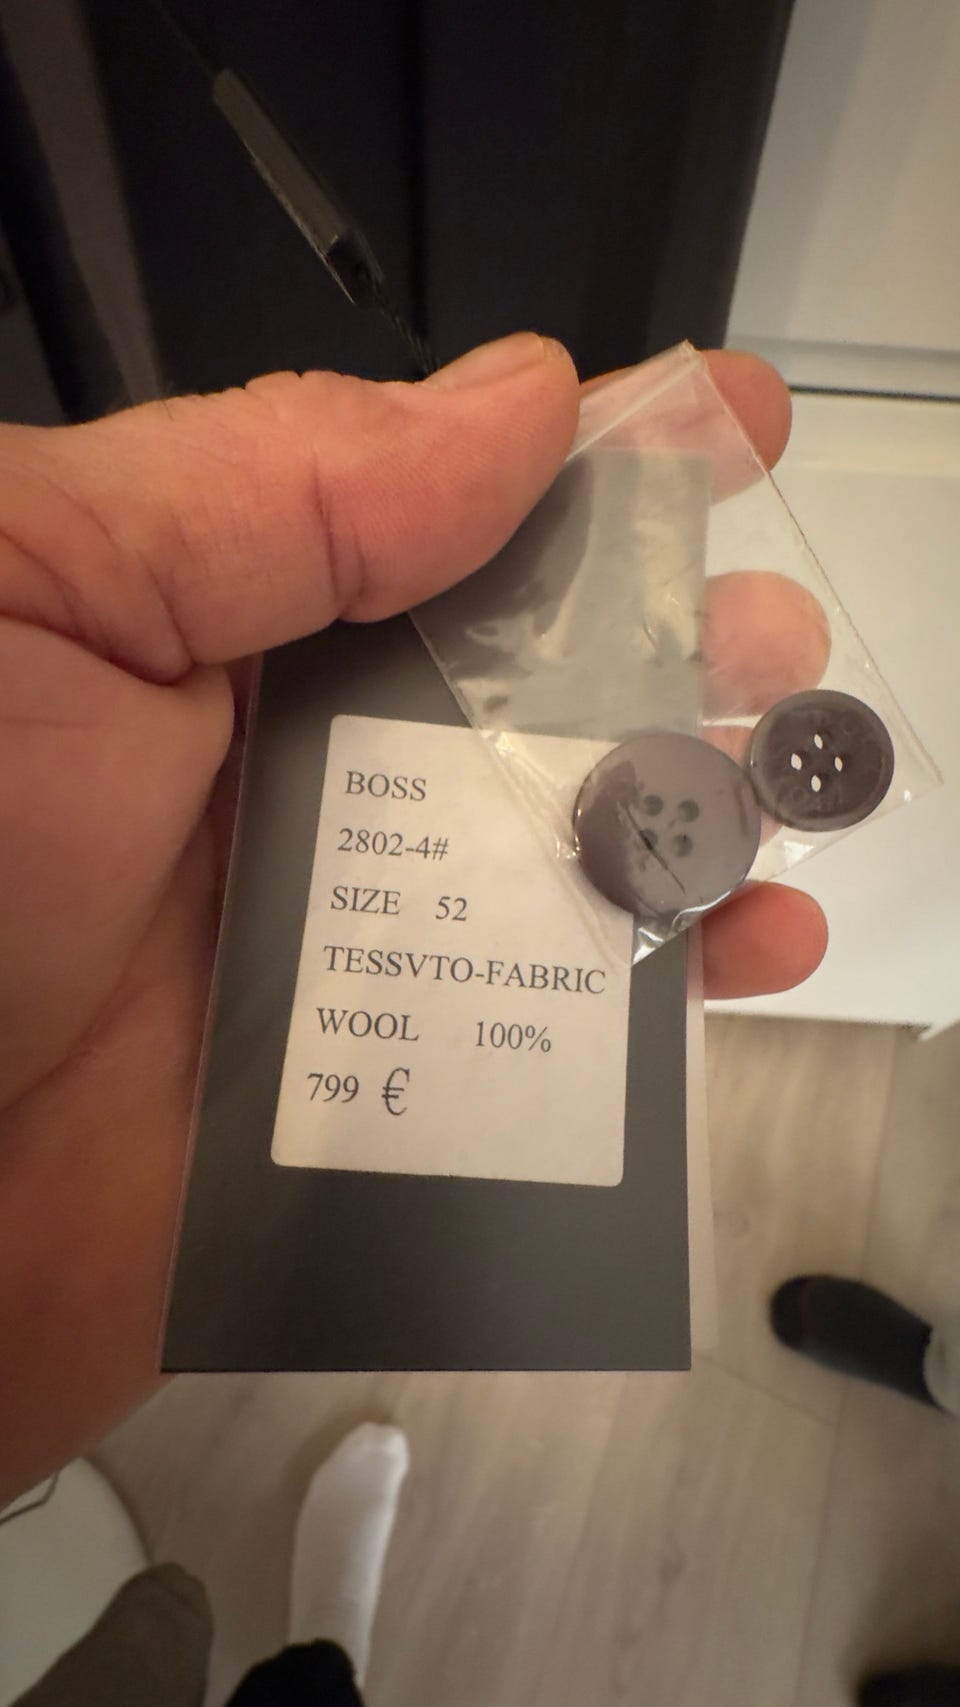 BOSS
2802-4#
SIZE 52
TESSVTO-FABRIC
WOOL 100%
799 €